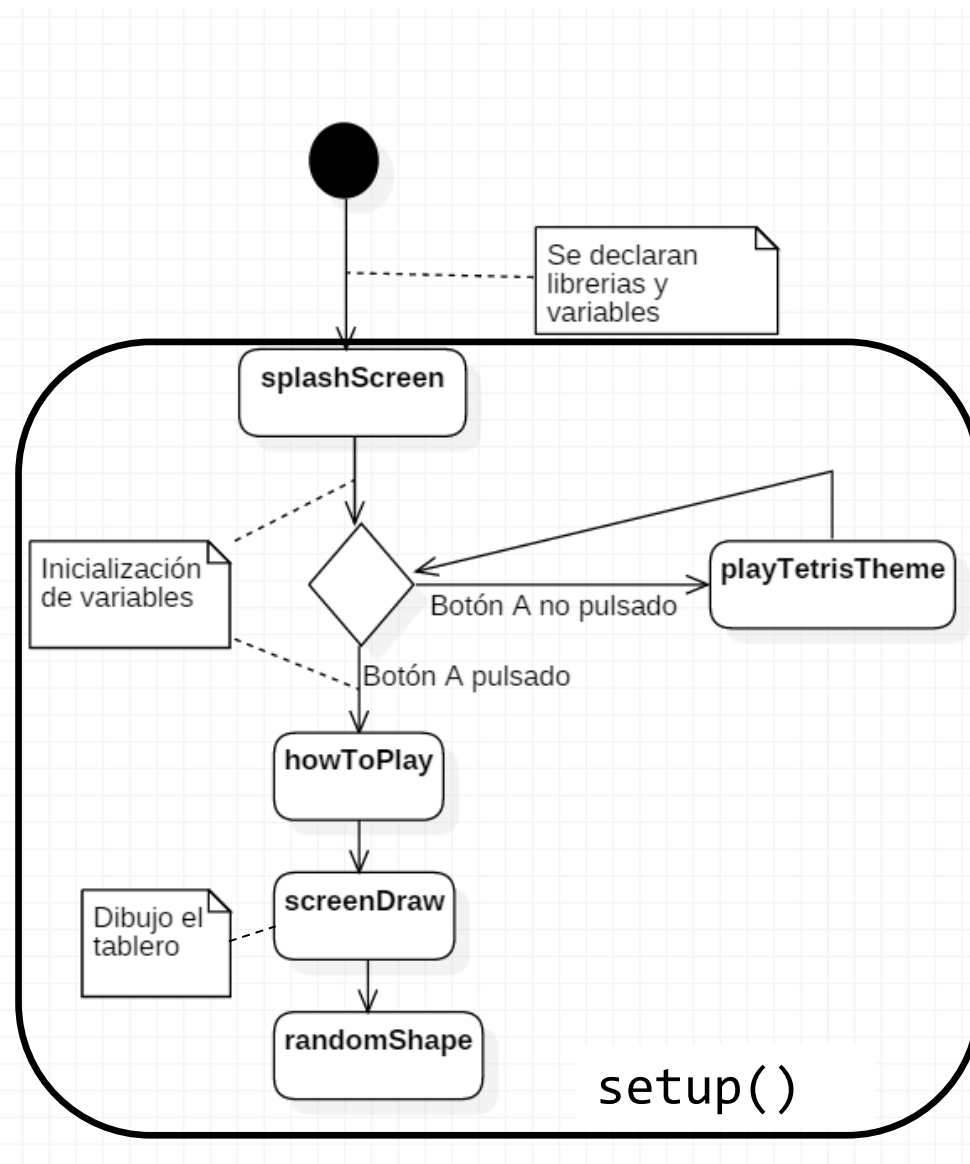 Se declaran
librerias y
variables
splashScreen
Inicialización
de variables
playTetrisTheme
Botón A no pulsado
Botón A pulsado
howToPlay
screenDraw
Dibujo el
tablero
randomShape
setup()